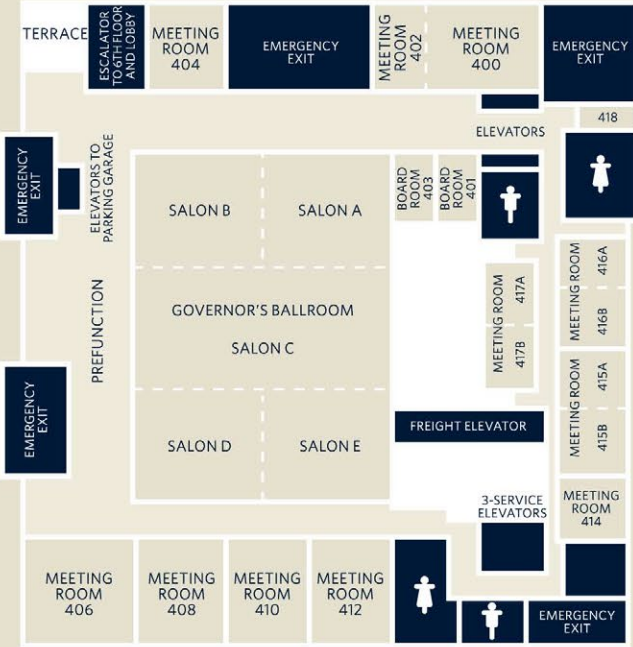 TERRACE
ESCALATOR
TO 6TH FLOOR
AND LOBBY
MEETING
ROOM
404
EMERGENCY
EXIT
MEETING
ROOM
402
MEETING
ROOM
400
EMERGENCY
EXIT
418
ELEVATORS
EMERGENCY
EXIT
ELEVATORS TO
PARKING GARAGE
SALON B
SALON A
BOARD
ROOM
403
BOARD
ROOM
401
PREFUNCTION
GOVERNOR'S BALLROOM
SALON C
MEETING ROOM
417A
417B
MEETING ROOM
416A
416B
MEETING ROOM
415A
415B
EMERGENCY
EXIT
SALON D
SALON E
FREIGHT ELEVATOR
3-SERVICE
ELEVATORS
MEETING
ROOM
414
MEETING
ROOM
406
MEETING
ROOM
408
MEETING
ROOM
410
MEETING
ROOM
412
EMERGENCY
EXIT